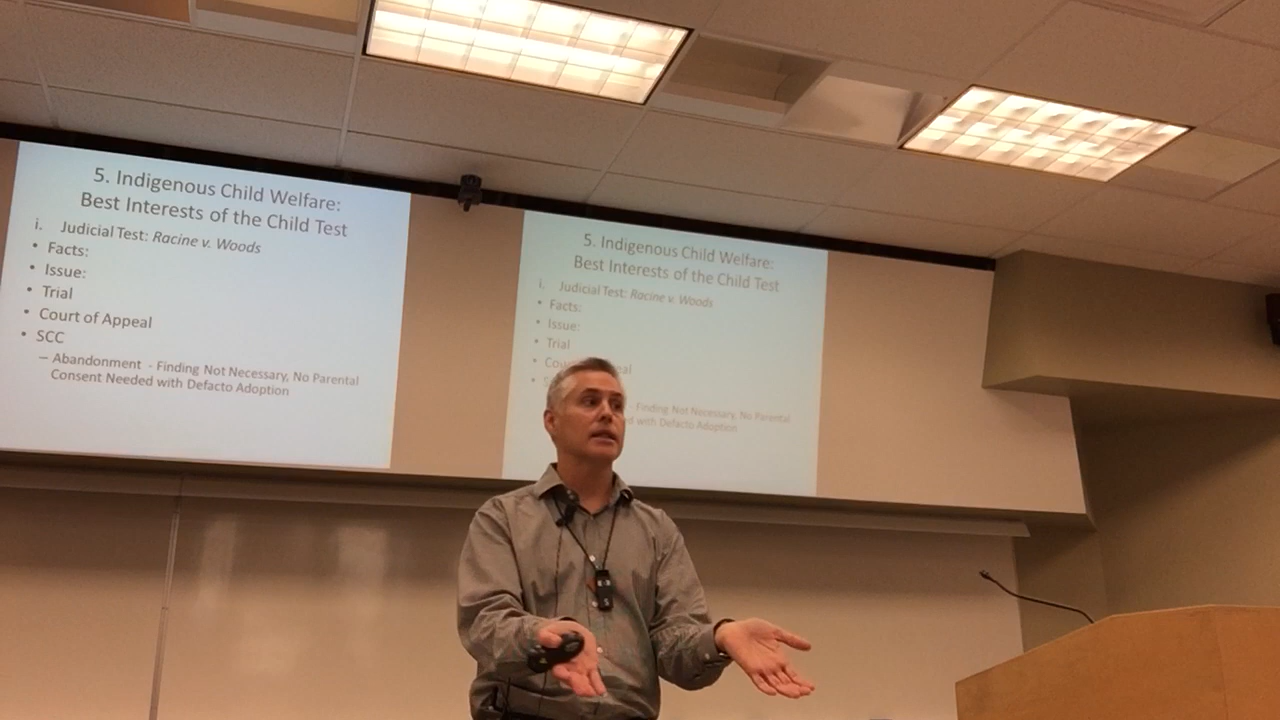 5. Indigenous Child Welfare:
Best Interests of the Child Test
i. Judicial Test: Racine v. Woods
• Facts:
• Issue:
• Trial
• Court of Appeal
• SCC
– Abandonment - Finding Not Necessary, No Parental
Consent Needed with Defacto Adoption
5. Indigenous Child Welfare:
Best Interests of the Child Test
i. Judicial Test: Racine v. Woods
• Facts:
• Issue:
• Trial
• Cou eal
• S
- Finding Not Necessary, No Parental
d with Defacto Adoption